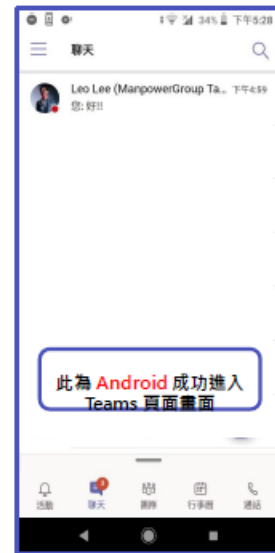 34% 下午5:28
聊天
Leo Lee (ManpowerGroup Ta... 下午4:59
您: 好!!
此為 Android 成功進入
Teams 頁面畫面
3
活動 聊天 團隊 行事曆 通話